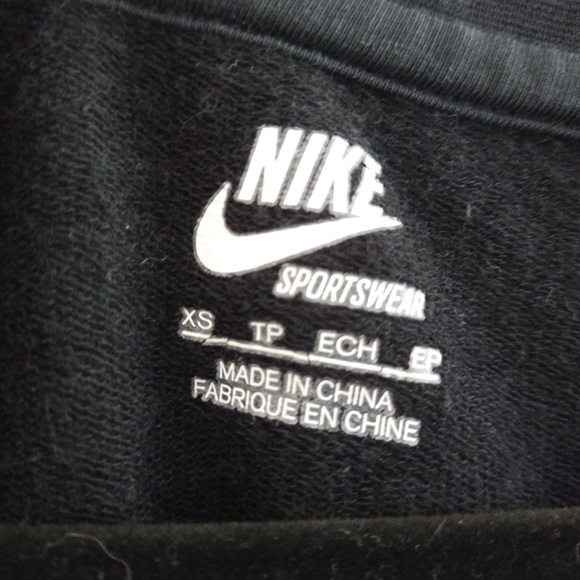 NIKE
SPORTSWEAR
XS TP ECH EP
MADE IN CHINA
FABRIQUE EN CHINE